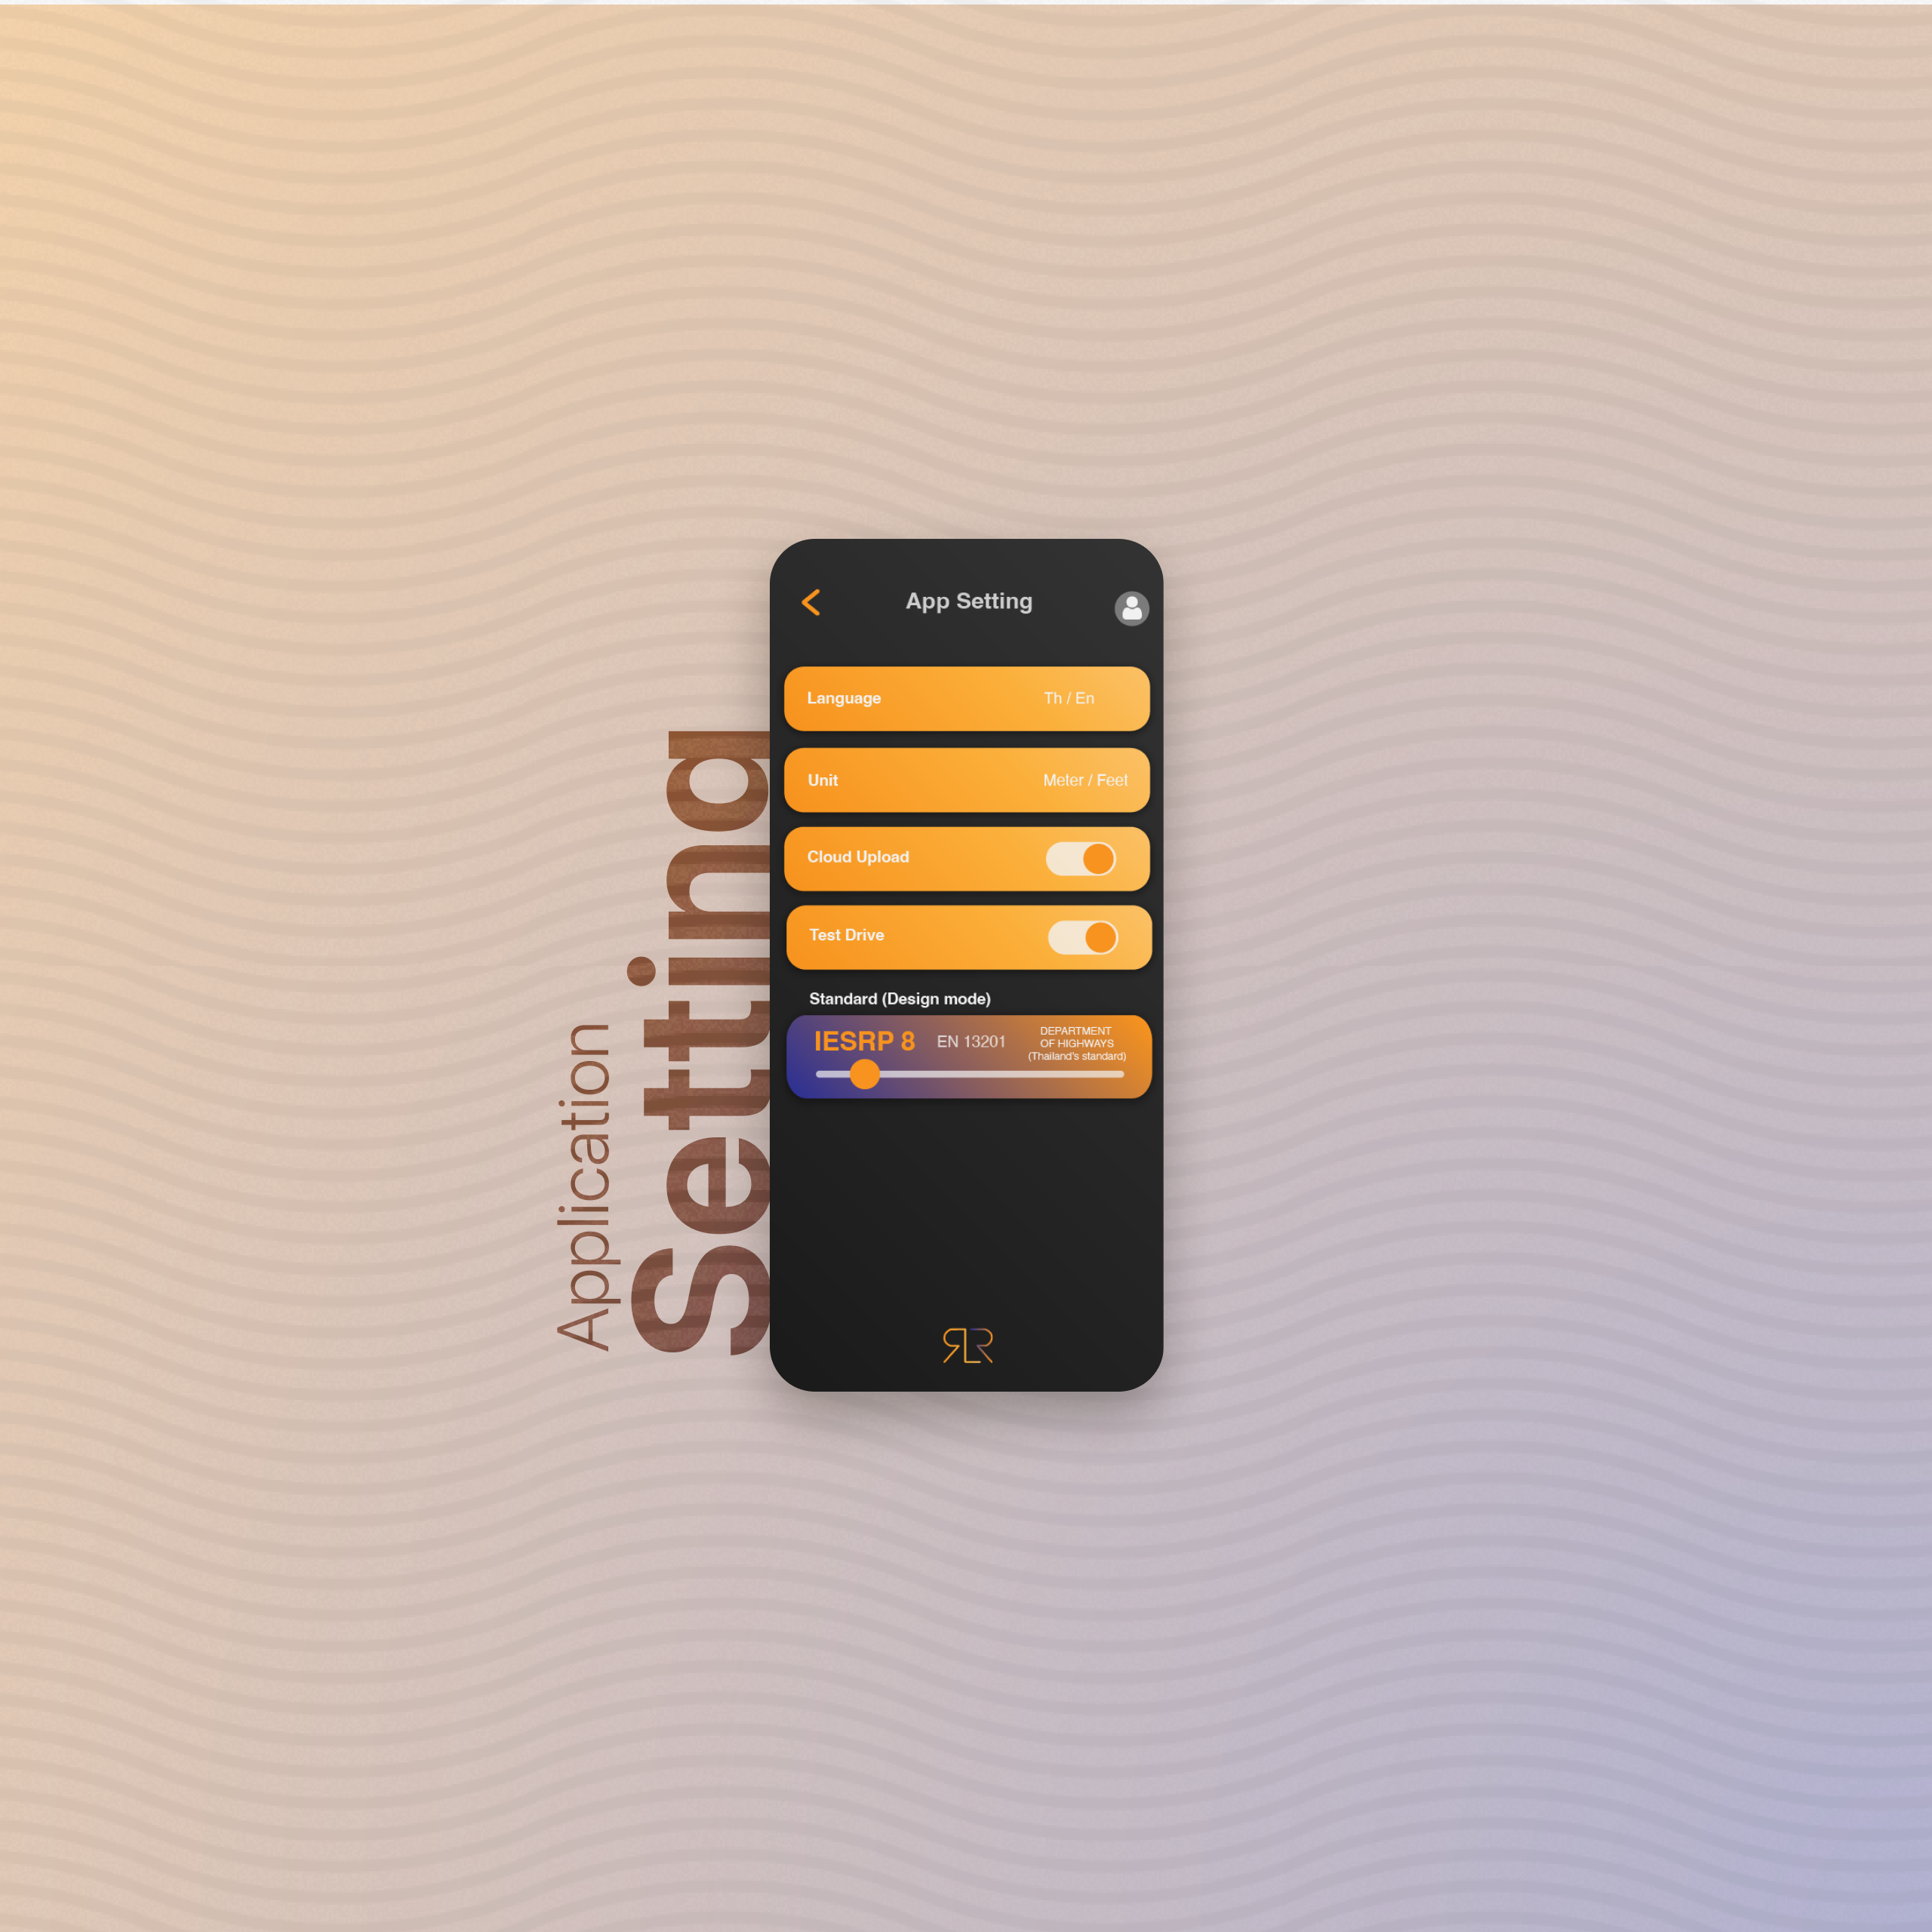 Application
Setting
App Setting
Language Th / En
Unit Meter / Feet
Cloud Upload
Test Drive
Standard (Design mode)
IESRP 8 EN 13201 DEPARTMENT
OF HIGHWAYS
(Thailand's standard)